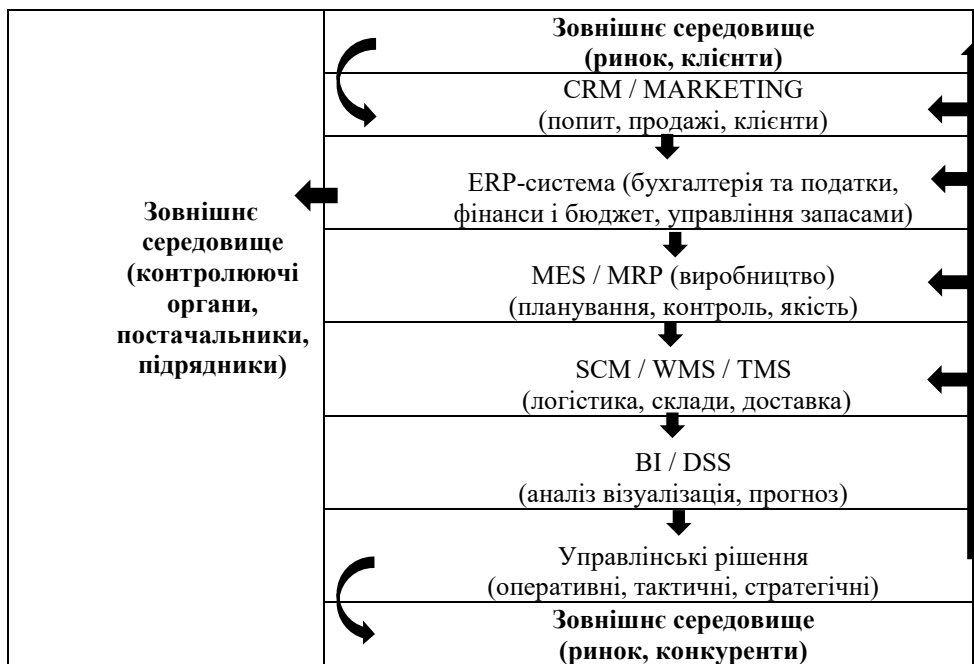 Зовнішнє середовище
(ринок, клієнти)
CRM / MARKETING
(попит, продажі, клієнти)
ERP-система (бухгалтерія та податки,
фінанси і бюджет, управління запасами)
Зовнішнє
середовище
(контролюючі
органи,
постачальники,
підрядники)
MES / MRP (виробництво)
(планування, контроль, якість)
SCM / WMS / TMS
(логістика, склади, доставка)
BI / DSS
(аналіз візуалізація, прогноз)
Управлінські рішення
(оперативні, тактичні, стратегічні)
Зовнішнє середовище
(ринок, конкуренти)